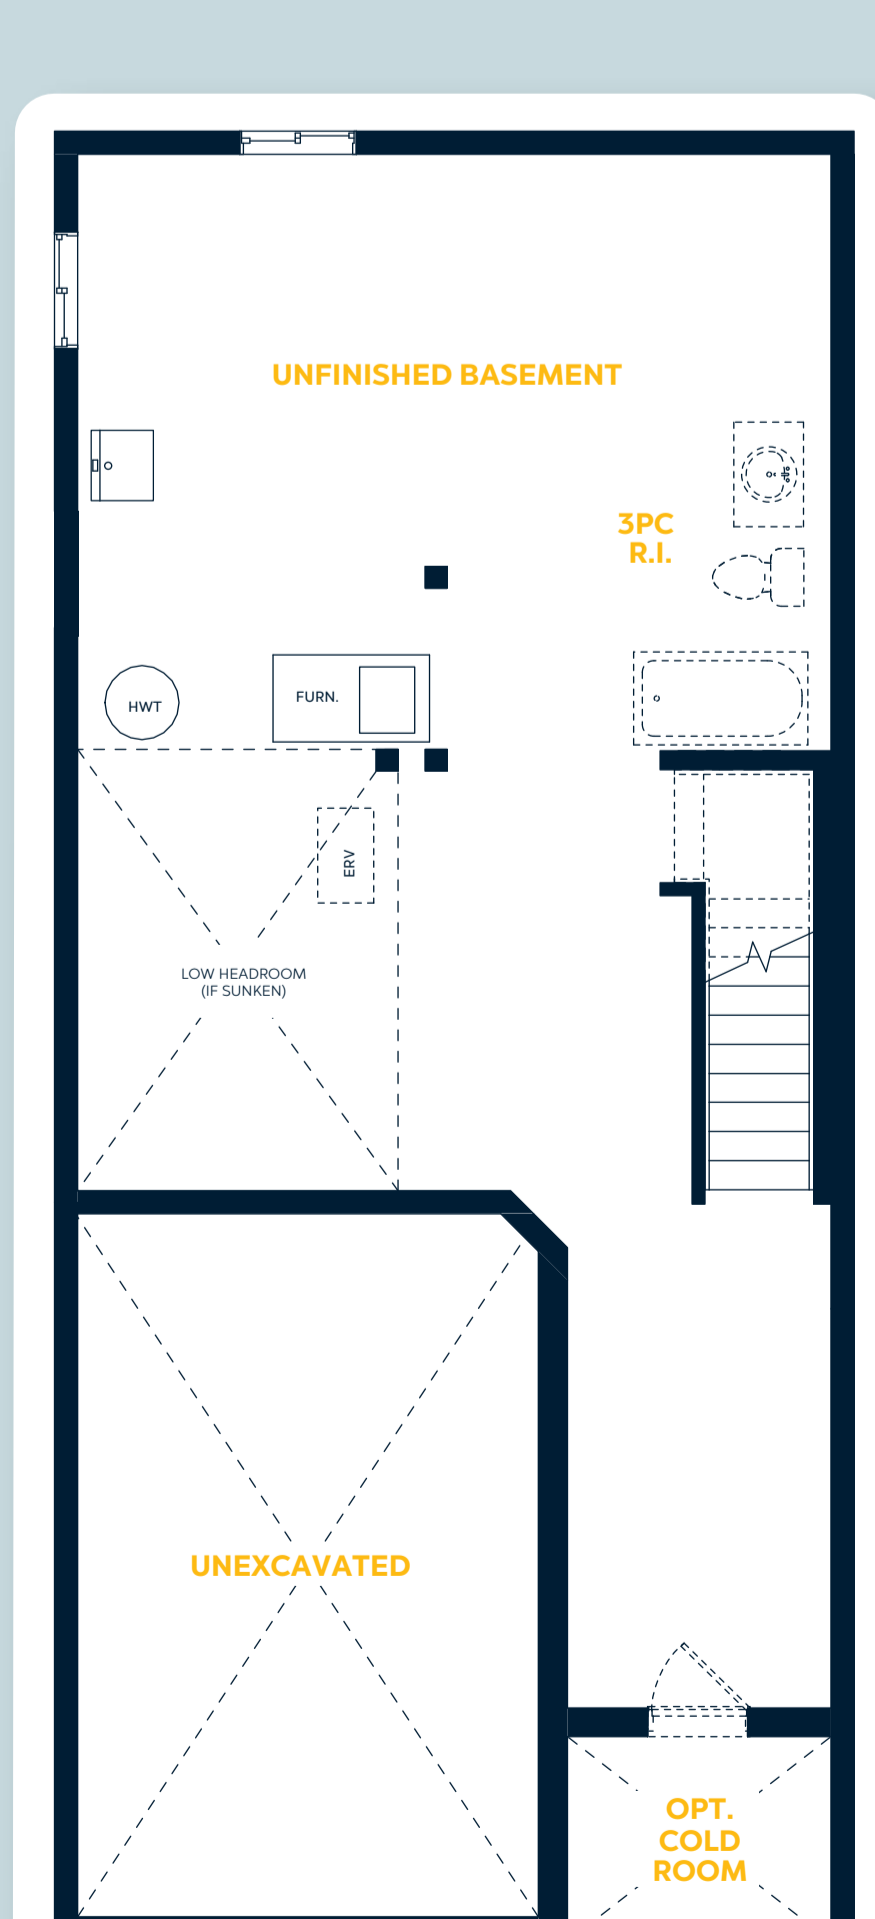 UNFINISHED BASEMENT
3PC
R.I.
FURN.
HWT
ERV
LOW HEADROOM
(IF SUNKEN)
UNEXCAVATED
OPT.
COLD
ROOM